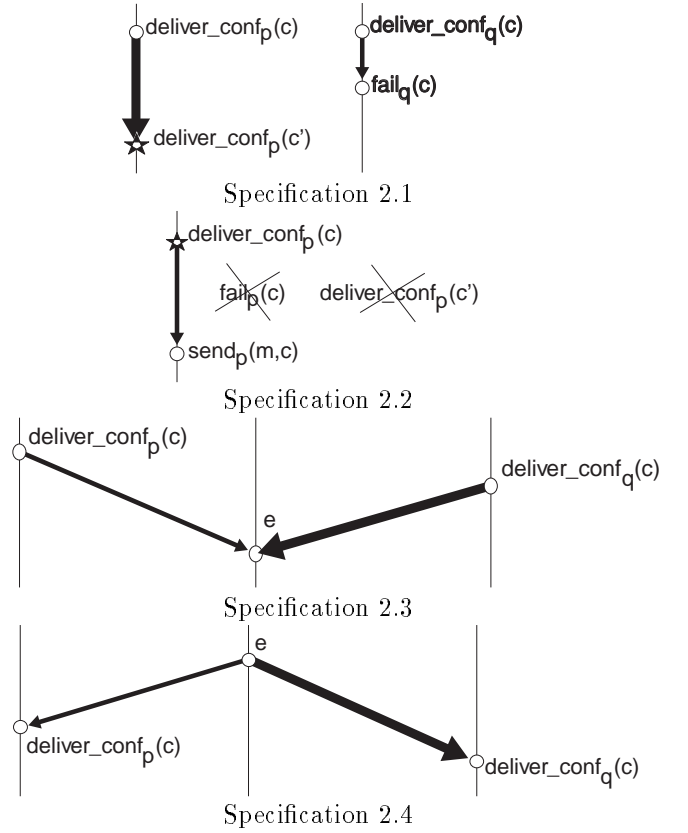 deliver_confp(c) deliver_confq(c)
failq(c)
deliver_confp(c')
Specification 2.1
deliver_confp(c)
failp(c) deliver_confp(c')
sendp(m,c)
Specification 2.2
deliver_confp(c)
deliver_confq(c)
e
Specification 2.3
e
deliver_confp(c)
deliver_confq(c)
Specification 2.4